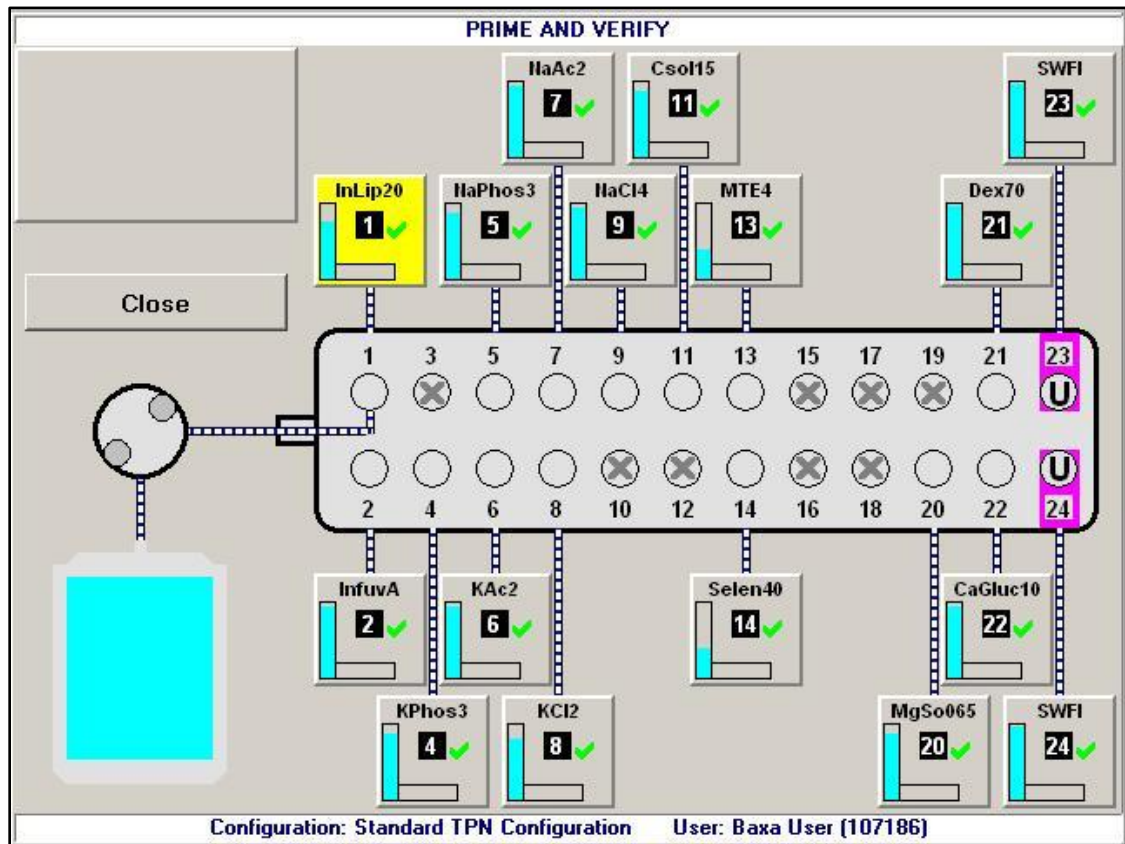 PRIME AND VERIFY
NaAc2
7
Csol15
11
SWFI
23
InLip20
1
NaPhos3
5
NaCl4
9
MTE4
13
Dex70
21
Close
1 3 5 7 9 11 13 15 17 19 21 23
U
U
2 4 6 8 10 12 14 16 18 20 22 24
InfuvA
2
KAc2
6
Selen40
14
CaGluc10
22
KPhos3
4
KCl2
8
MgSo065
20
SWFI
24
Configuration: Standard TPN Configuration User: Baxa User (107186)